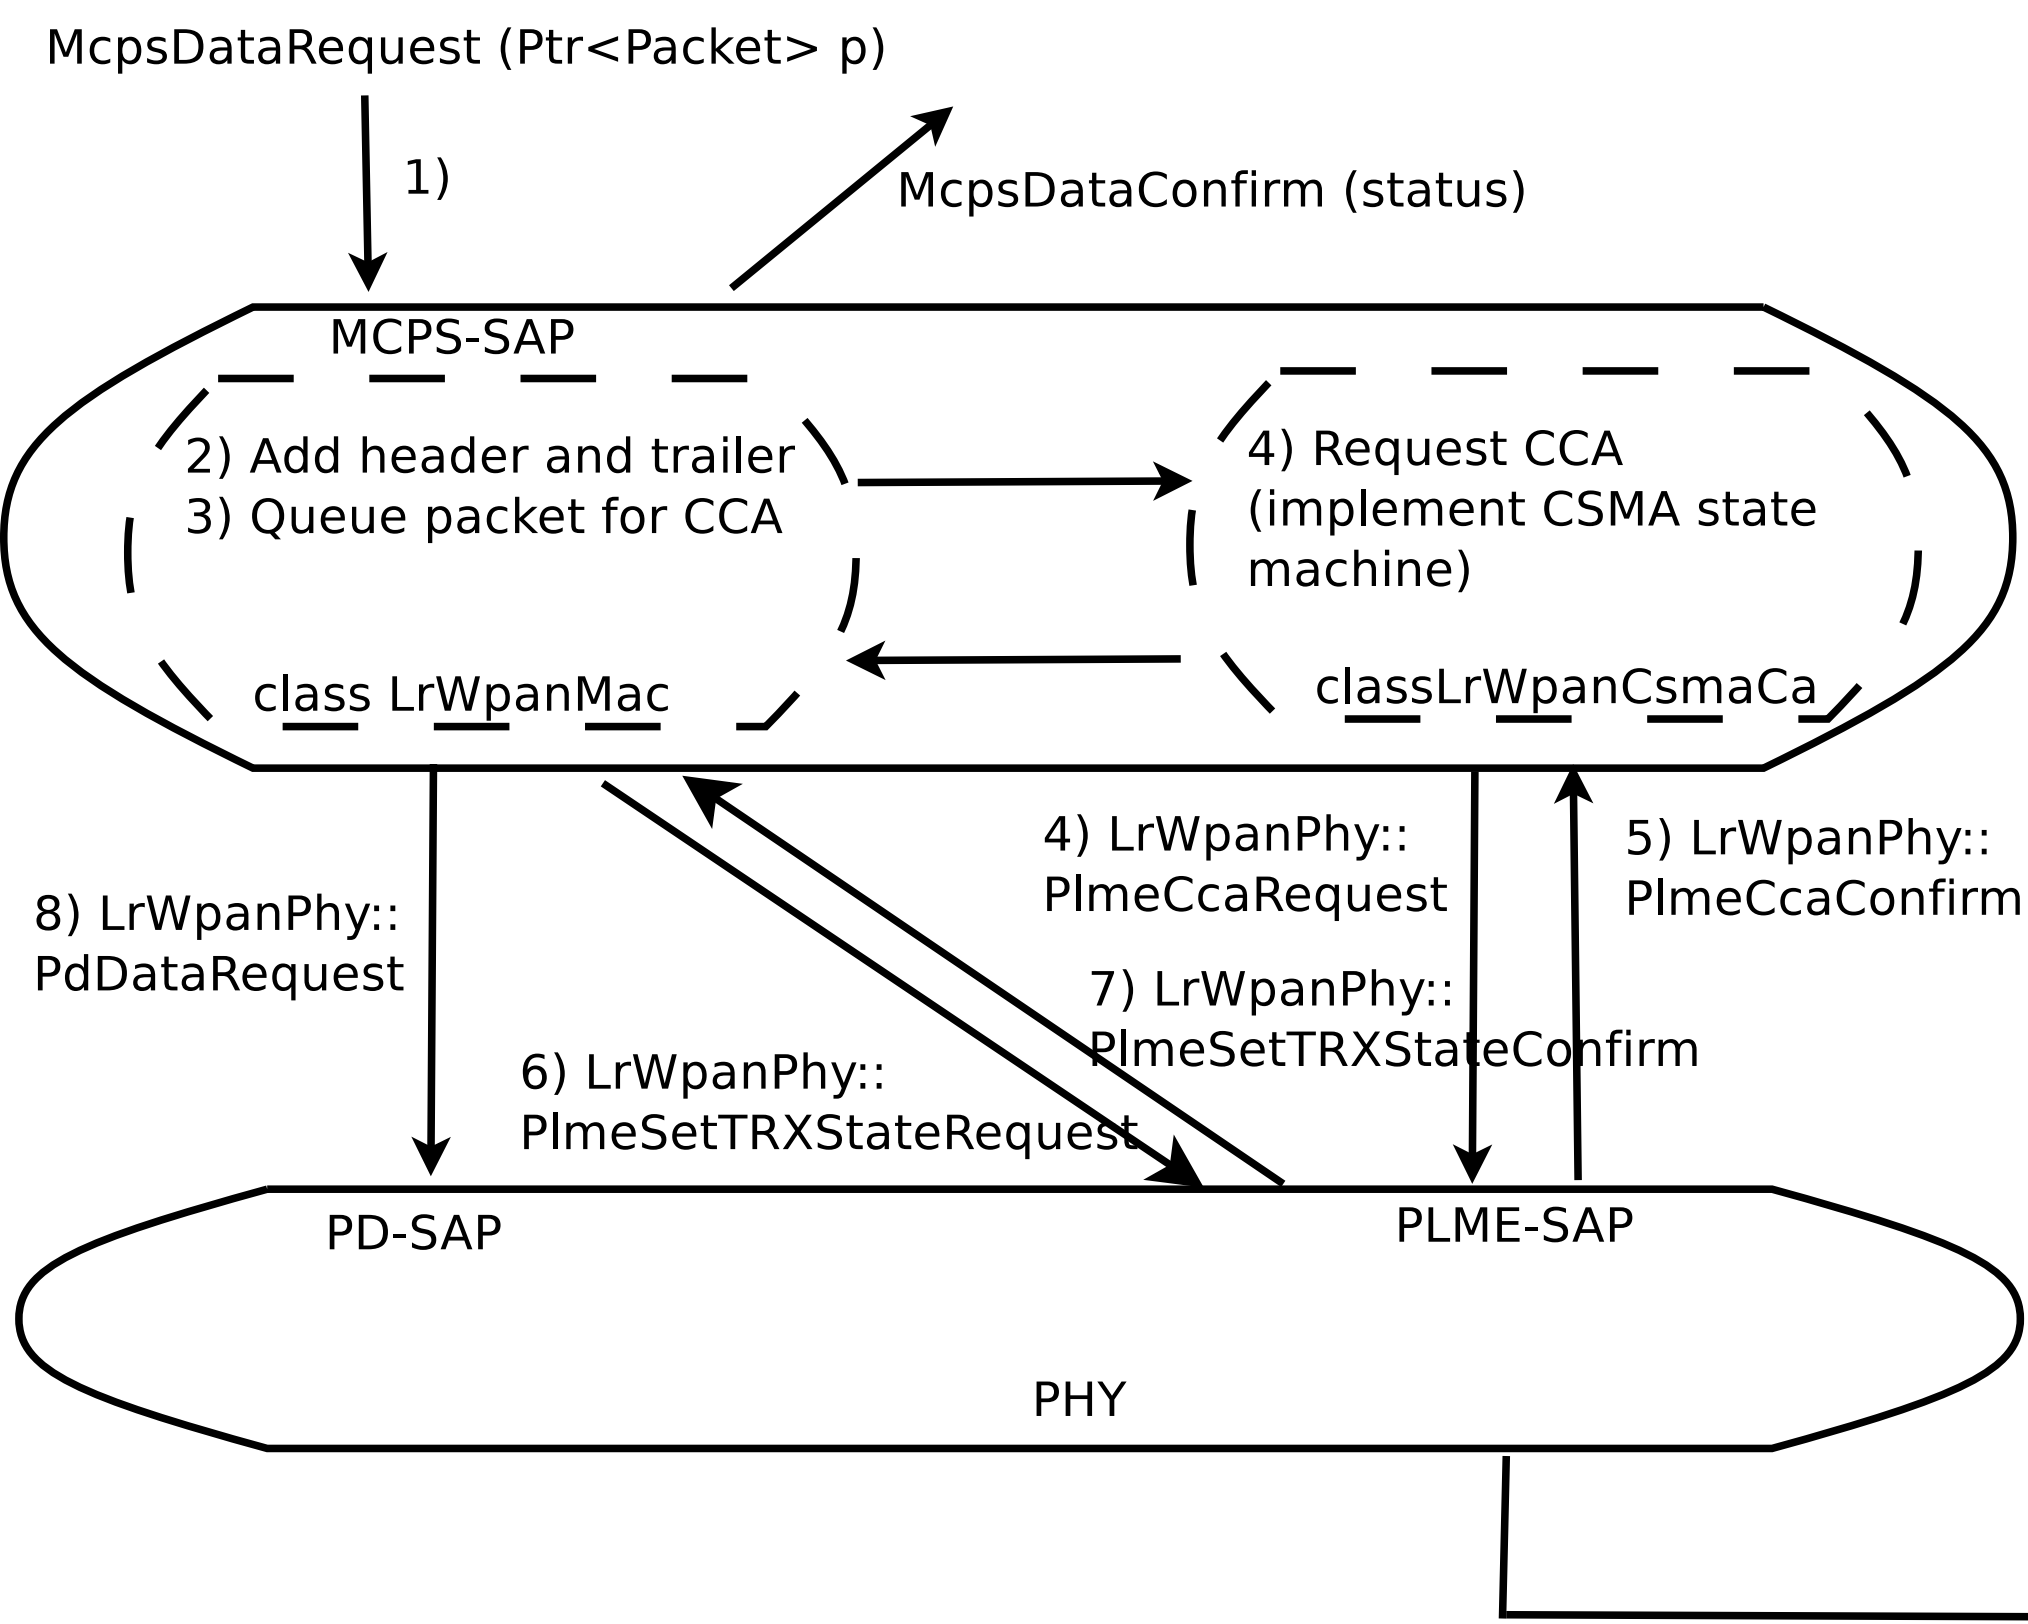 McpsDataRequest (Ptr<Packet> p)
1)
McpsDataConfirm (status)
MCPS-SAP
2) Add header and trailer
3) Queue packet for CCA
class LrWpanMac
4) Request CCA
(implement CSMA state
machine)
classLrWpanCsmaCa
4) LrWpanPhy::
PlmeCcaRequest
5) LrWpanPhy::
PlmeCcaConfirm
8) LrWpanPhy::
PdDataRequest
7) LrWpanPhy::
PlmeSetTRXStateConfirm
6) LrWpanPhy::
PlmeSetTRXStateRequest
PD-SAP
PLME-SAP
PHY